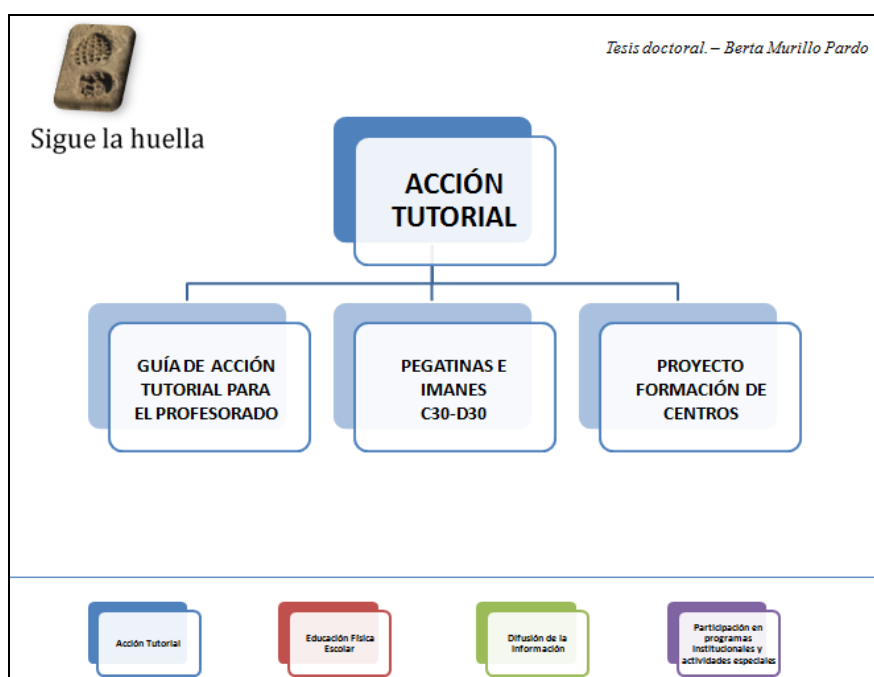 Tesis doctoral. – Berta Murillo Pardo
Sigue la huella
ACCIÓN
TUTORIAL
GUÍA DE ACCIÓN
TUTORIAL PARA
EL PROFESORADO
PEGATINAS E
IMANES
C30-D30
PROYECTO
FORMACIÓN DE
CENTROS
Acción Tutorial
Educación Física
Escolar
Difusión de la
Información
Participación en
programas
institucionales y
actividades especiales